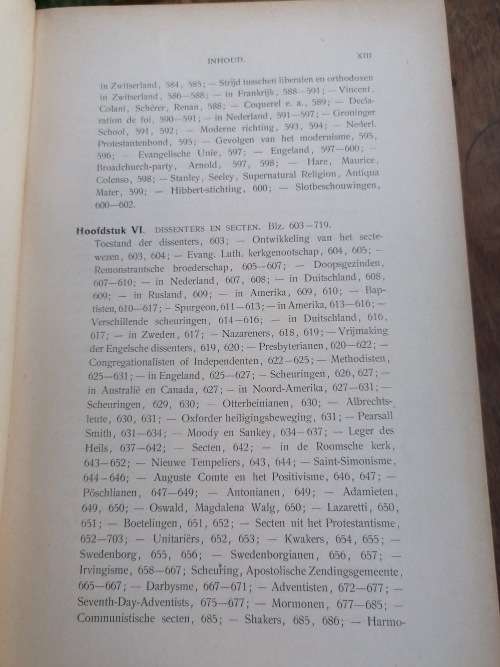 INHOUD. XIII
in Zwitserland, 584, 585; — Strijd tusschen liberalen en orthodoxen
in Zwitserland, 586—588; — in Frankrijk, 588—591; — Vincent,
Colani, Schérer, Renan, 588; — Coquerel e. a., 589; — Decla-
ration de foi, 590—591; — in Nederland, 591—597; — Groninger
School, 591, 592; — Moderne richting, 593, 594; — Nederl.
Protestantenbond, 595; — Gevolgen van het modernisme, 595,
596; — Evangelische Unie, 597; — Engeland, 597—600; —
Broadchurch-party, Arnold, 597, 598; — Hare, Maurice,
Colenso, 598; — Stanley, Seeley, Supernatural Religion, Antiqua
Mater, 599; — Hibbert-stichting, 600; — Slotbeschouwingen,
600—602.
Hoofdstuk VI. DISSENTERS EN SECTEN. Blz. 603—719.
Toestand der dissenters, 603; — Ontwikkeling van het secte-
wezen, 603, 604; — Evang. Luth. kerkgenootschap, 604, 605; —
Remonstrantsche broederschap, 605—607; — Doopsgezinden,
607—610; — in Nederland, 607, 608; — in Duitschland, 608,
609; — in Rusland, 609; — in Amerika, 609, 610; — Bap-
tisten, 610—617; — Spurgeon, 611—613; — in Amerika, 613—616; —
Verschillende scheuringen, 614—616; — in Duitschland, 616,
617; — in Zweden, 617; — Nazareners, 618, 619; — Vrijmaking
der Engelsche dissenters, 619, 620; — Presbyterianen, 620—622; —
Congregationalisten of Independenten, 622—625; — Methodisten,
625—631; — in Engeland, 625—627; — Scheuringen, 626, 627; —
in Australië en Canada, 627; — in Noord-Amerika, 627—631; —
Scheuringen, 629, 630; — Otterbeinianen, 630; — Albrechts-
leute, 630, 631; — Oxforder heiligingsbeweging, 631; — Pearsall
Smith, 631—634; — Moody en Sankey, 634—637; — Leger des
Heils, 637—642; — Secten, 642; — in de Roomsche kerk,
643—652; — Nieuwe Tempeliers, 643, 644; — Saint-Simonisme,
644—646; — Auguste Comte en het Positivisme, 646, 647; —
Pöschlianen, 647—649; — Antonianen, 649; — Adamieten,
649, 650; — Oswald, Magdalena Walg, 650; — Lazaretti, 650,
651; — Boetelingen, 651, 652; — Secten uit het Protestantisme,
652—703; — Unitariërs, 652, 653; — Kwakers, 654, 655; —
Swedenborg, 655, 656; — Swedenborgianen, 656, 657; —
Irvingisme, 658—667; Scheuring, Apostolische Zendingsgemeente,
665—667; — Darbysme, 667—671; — Adventisten, 672—677; —
Seventh-Day-Adventists, 675—677; — Mormonen, 677—685; —
Communistische secten, 685; — Shakers, 685, 686; — Harmo-